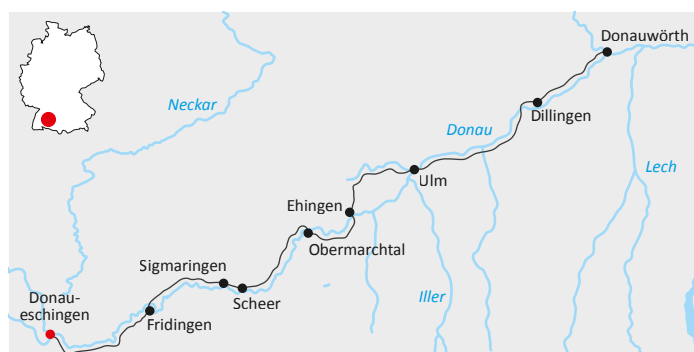 Donauwörth
Neckar
Dillingen
Donau
Ulm
Lech
Ehingen
Obermarchtal
Sigmaringen
Iller
Scheer
Donau-
eschingen
Fridingen